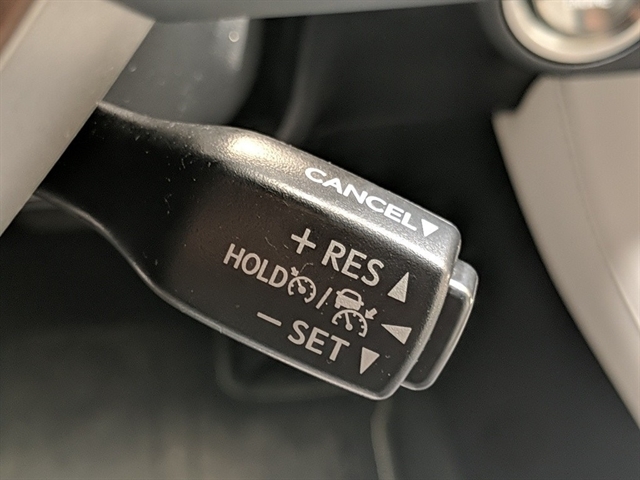 CANCEL▼
+ RES ▲
HOLD / ◀
− SET ▼